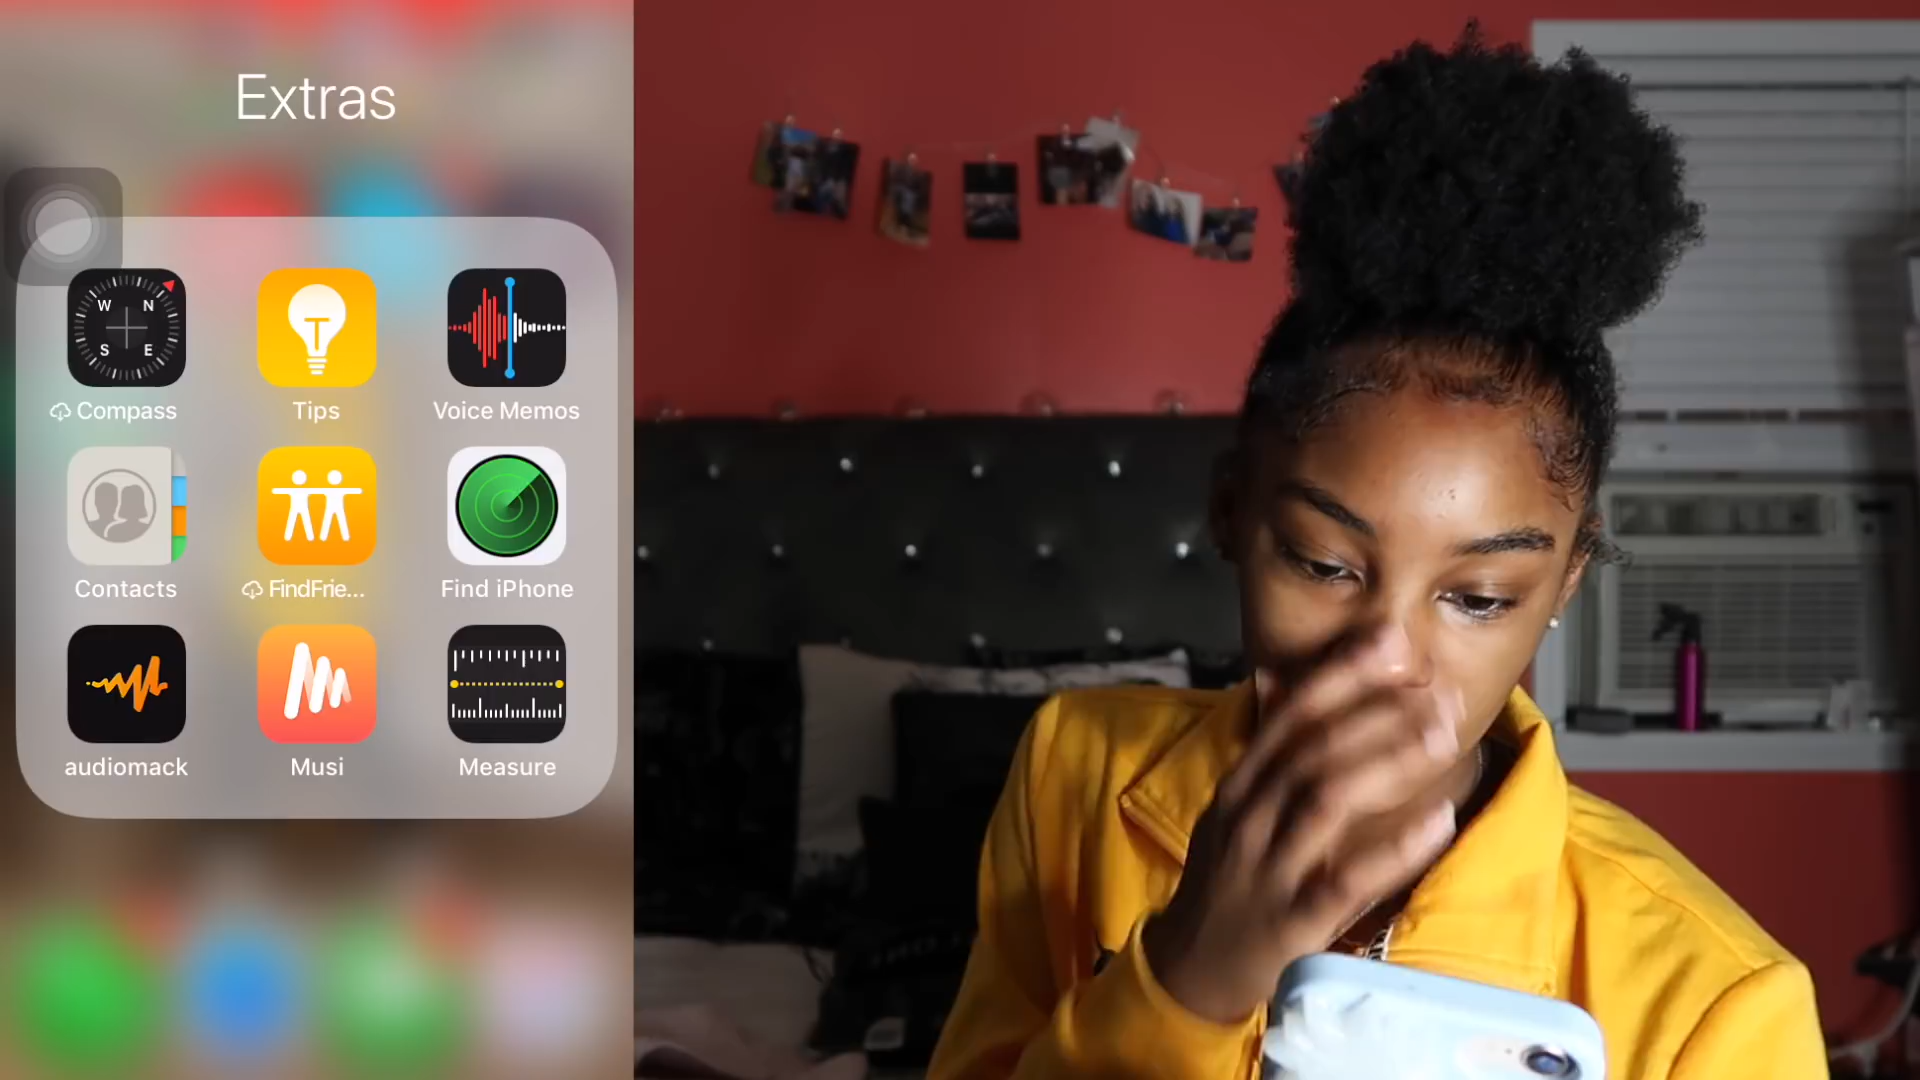 Extras
W N
S E
Compass
Tips
Voice Memos
Contacts
FindFrie...
Find iPhone
audiomack
Musi
Measure